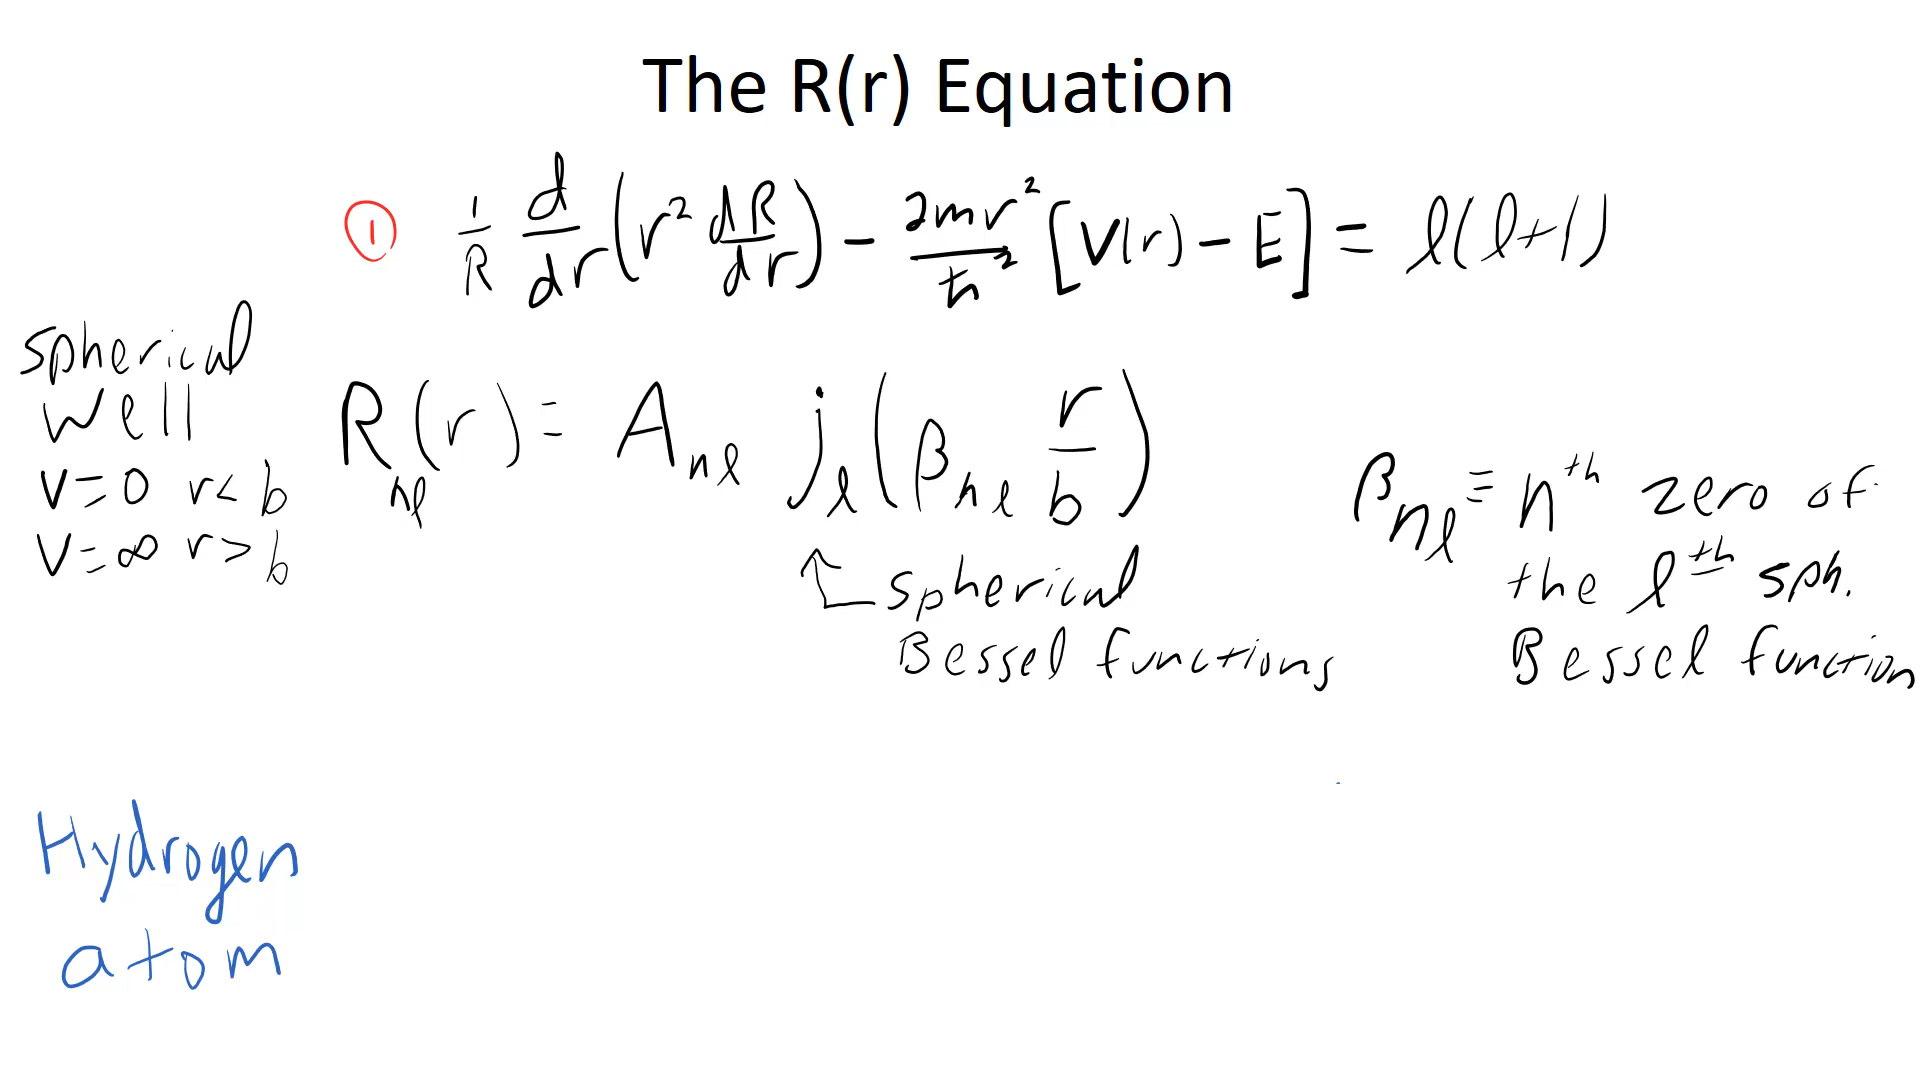 The R(r) Equation
① 1/R d/dr (r² dR/dr) − 2mr²/ħ² [V(r) − E] = ℓ(ℓ+1)
spherical
well
V=0 r<b
V=∞ r>b
R_nℓ(r) = A_nℓ j_ℓ(β_nℓ r/b)
spherical
Bessel functions
β_nℓ ≡ n^th zero of
the ℓ^th sph.
Bessel function
Hydrogen
atom